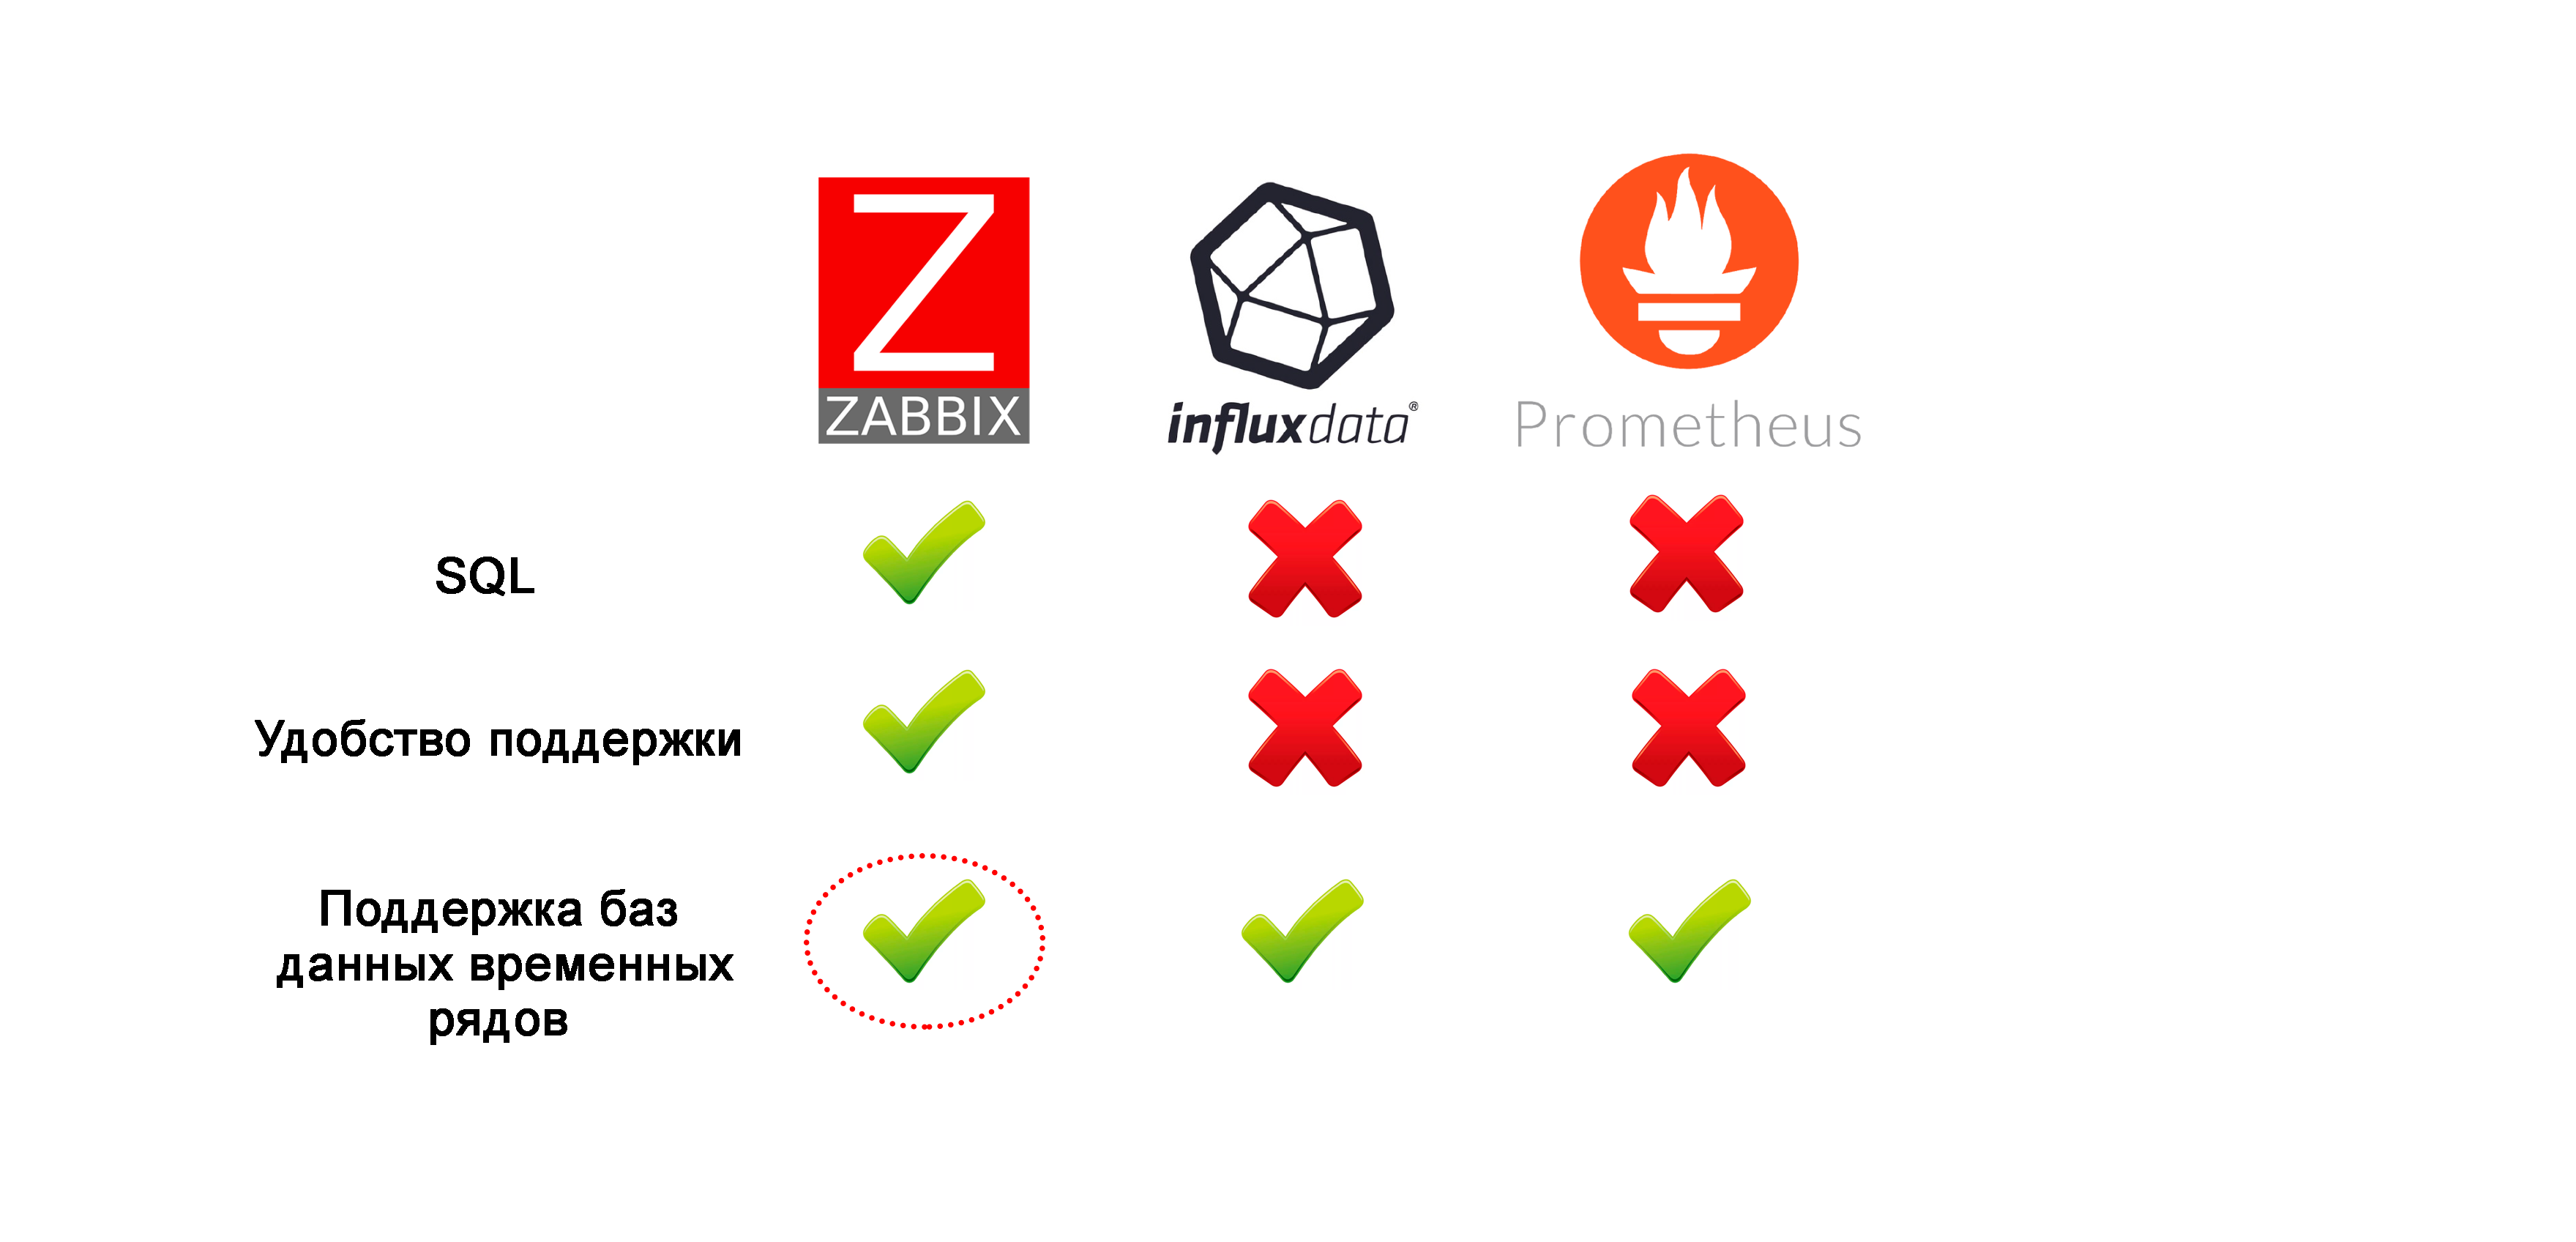 ZABBIX
influxdata®
Prometheus
SQL
Удобство поддержки
Поддержка баз
данных временных
рядов